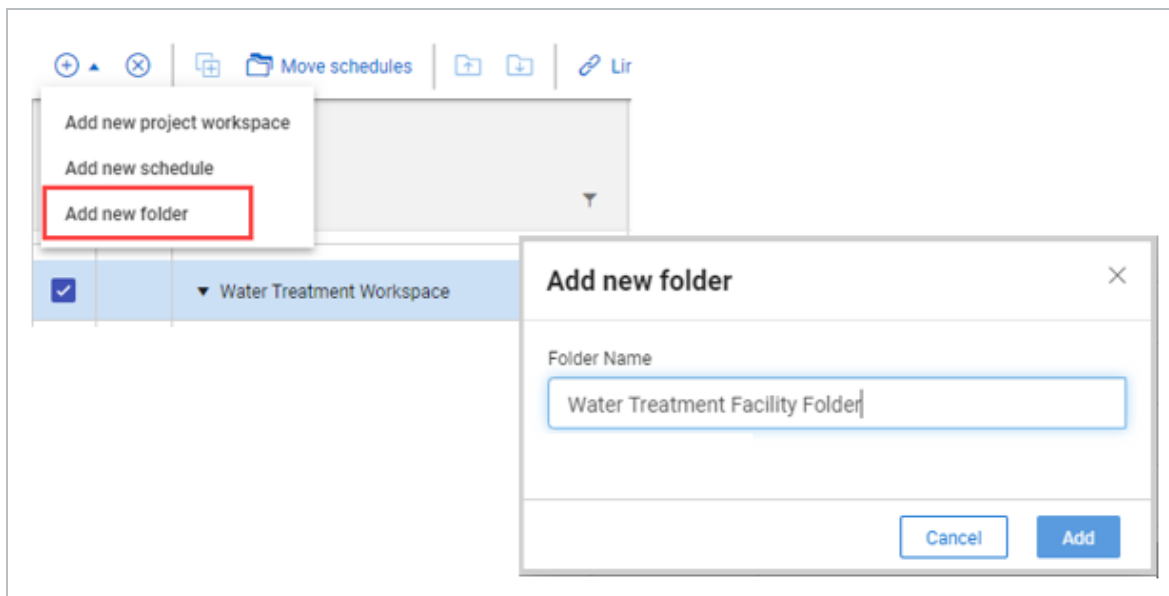 Move schedules
Lir
Add new project workspace
Add new schedule
Add new folder
Water Treatment Workspace
Add new folder
Folder Name
Water Treatment Facility Folder
Cancel
Add